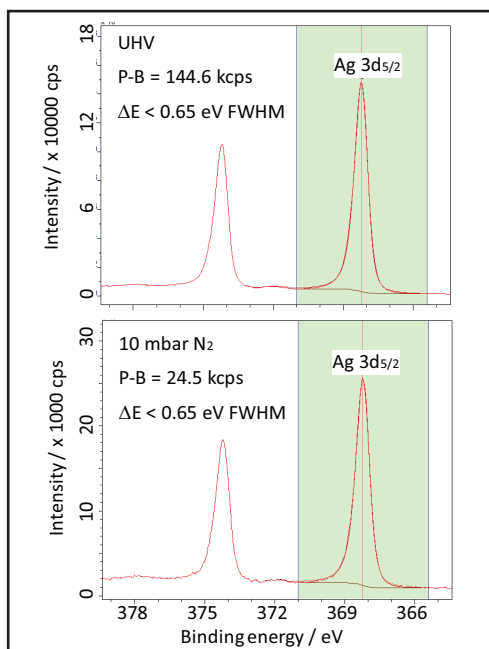 18
12
6
0
Intensity / x 10000 cps
UHV
P-B = 144.6 kcps
ΔE < 0.65 eV FWHM
Ag 3d5/2
30
20
10
0
Intensity / x 1000 cps
10 mbar N2
P-B = 24.5 kcps
ΔE < 0.65 eV FWHM
Ag 3d5/2
378 375 372 369 366
Binding energy / eV